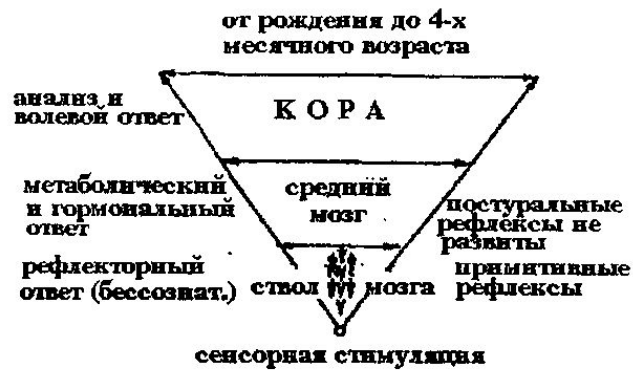 от рождения до 4-х
месячного возраста
анализ и
волевой ответ
КОРА
метаболический
и гормональный
ответ
средний
мозг
постуральные
рефлексы не
развиты
рефлекторный
ответ (бессознат.)
ствол мозга
примитивные
рефлексы
сенсорная стимуляция